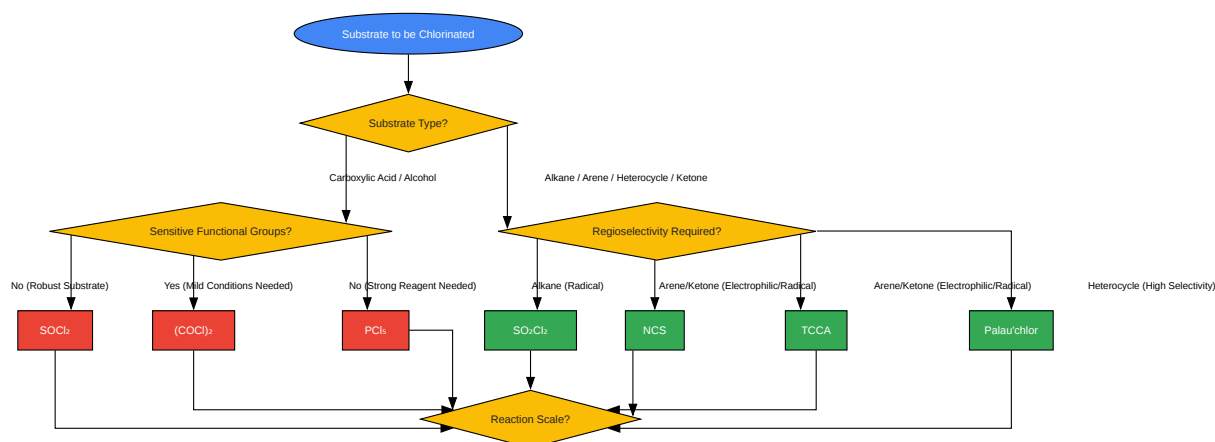 Substrate to be Chlorinated
Substrate Type?
Carboxylic Acid / Alcohol
Alkane / Arene / Heterocycle / Ketone
Sensitive Functional Groups?
Regioselectivity Required?
No (Robust Substrate)
Yes (Mild Conditions Needed)
No (Strong Reagent Needed)
Alkane (Radical)
Arene/Ketone (Electrophilic/Radical)
Arene/Ketone (Electrophilic/Radical)
Heterocycle (High Selectivity)
SOCl₂
(COCl)₂
PCl₅
SO₂Cl₂
NCS
TCCA
Palau'chlor
Reaction Scale?